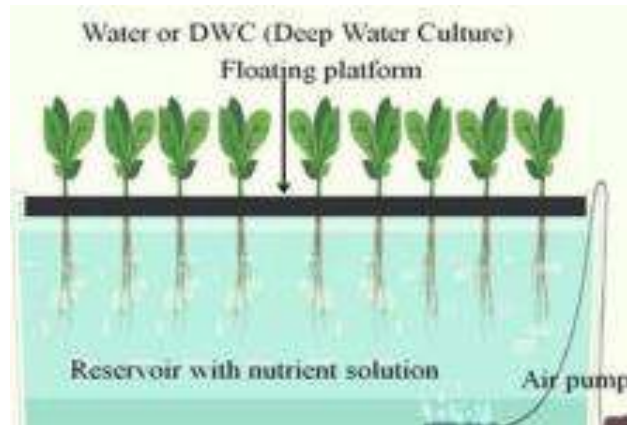 Water or DWC (Deep Water Culture)
Floating platform
Reservoir with nutrient solution
Air pump